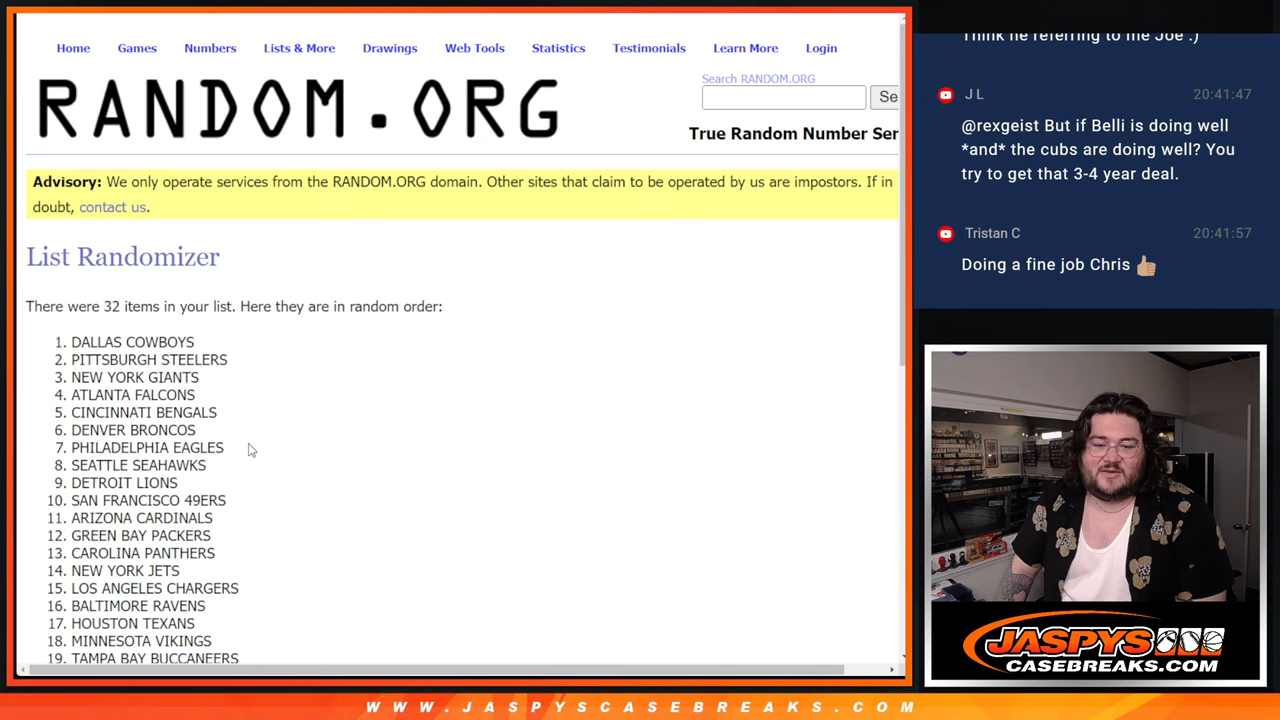 Home Games Numbers Lists & More Drawings Web Tools Statistics Testimonials Learn More Login
RANDOM.ORG
Search RANDOM.ORG
Se
True Random Number Ser
Advisory: We only operate services from the RANDOM.ORG domain. Other sites that claim to be operated by us are impostors. If in
doubt, contact us.
List Randomizer
There were 32 items in your list. Here they are in random order:
1. DALLAS COWBOYS
2. PITTSBURGH STEELERS
3. NEW YORK GIANTS
4. ATLANTA FALCONS
5. CINCINNATI BENGALS
6. DENVER BRONCOS
7. PHILADELPHIA EAGLES
8. SEATTLE SEAHAWKS
9. DETROIT LIONS
10. SAN FRANCISCO 49ERS
11. ARIZONA CARDINALS
12. GREEN BAY PACKERS
13. CAROLINA PANTHERS
14. NEW YORK JETS
15. LOS ANGELES CHARGERS
16. BALTIMORE RAVENS
17. HOUSTON TEXANS
18. MINNESOTA VIKINGS
19. TAMPA BAY BUCCANEERS
Think he referring to me Joe :)
J L 20:41:47
@rexgeist But if Belli is doing well
*and* the cubs are doing well? You
try to get that 3-4 year deal.
Tristan C 20:41:57
Doing a fine job Chris 👍🏽
JASPYS
CASEBREAKS.COM
WWW.JASPYSCASEBREAKS.COM